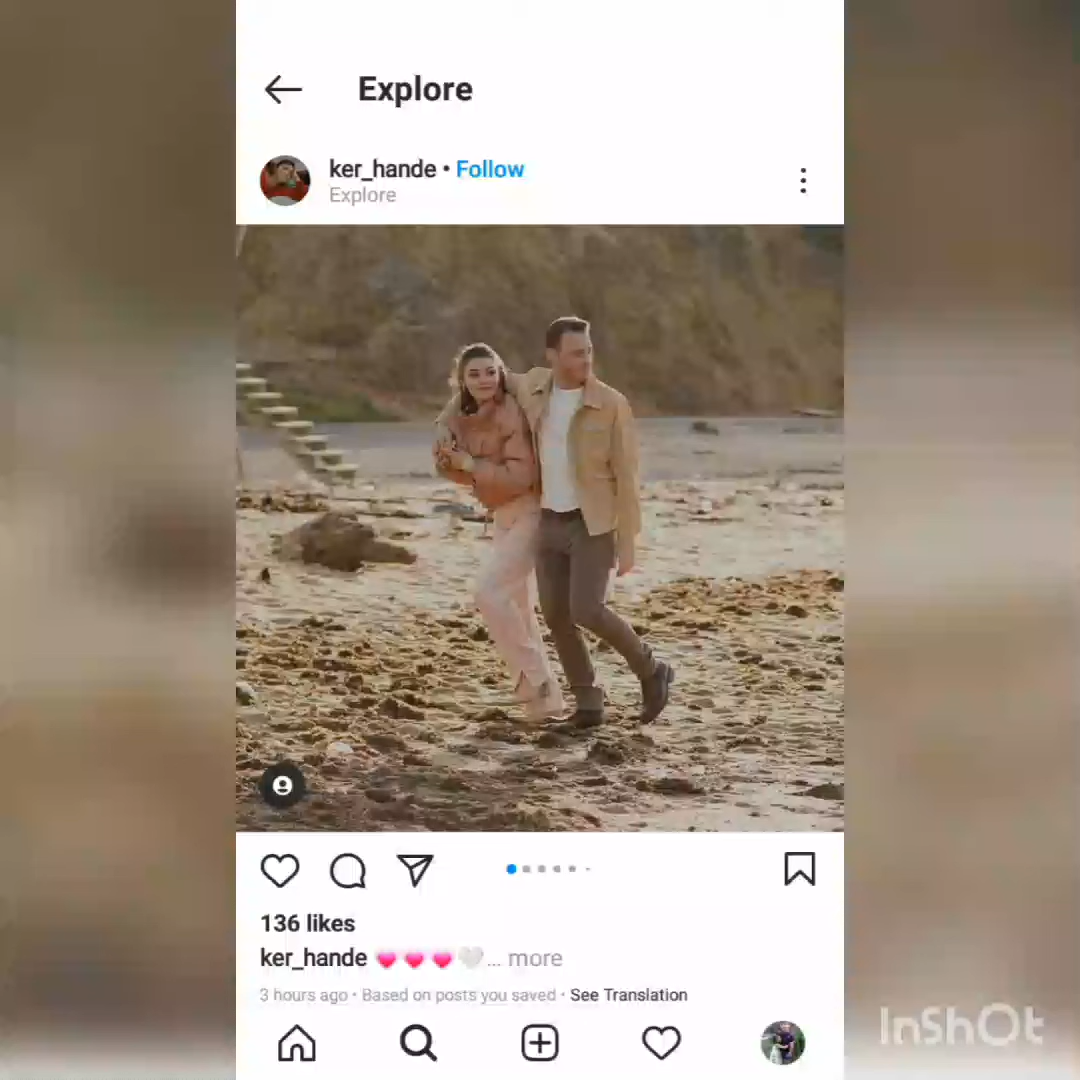 Explore
ker_hande • Follow
Explore
136 likes
ker_hande 💗💗💗🤍... more
3 hours ago · Based on posts you saved · See Translation
InShOt